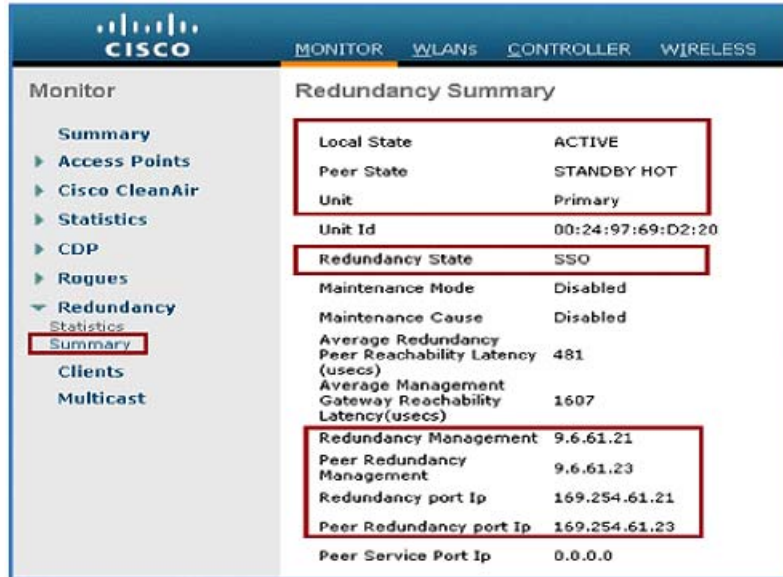 CISCO
MONITOR WLANs CONTROLLER WIRELESS
Monitor
Summary
Access Points
Cisco CleanAir
Statistics
CDP
Rogues
Redundancy
Statistics
Summary
Clients
Multicast
Redundancy Summary
Local State ACTIVE
Peer State STANDBY HOT
Unit Primary
Unit Id 00:24:97:69:D2:20
Redundancy State SSO
Maintenance Mode Disabled
Maintenance Cause Disabled
Average Redundancy
Peer Reachability Latency 481
(usecs)
Average Management
Gateway Reachability 1607
Latency(usecs)
Redundancy Management 9.6.61.21
Peer Redundancy
Management 9.6.61.23
Redundancy port Ip 169.254.61.21
Peer Redundancy port Ip 169.254.61.23
Peer Service Port Ip 0.0.0.0